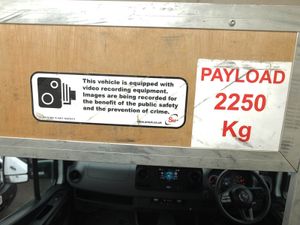 This vehicle is equipped with
video recording equipment.
Images are being recorded for
the benefit of the public safety
and the prevention of crime.
PAYLOAD
2250
Kg